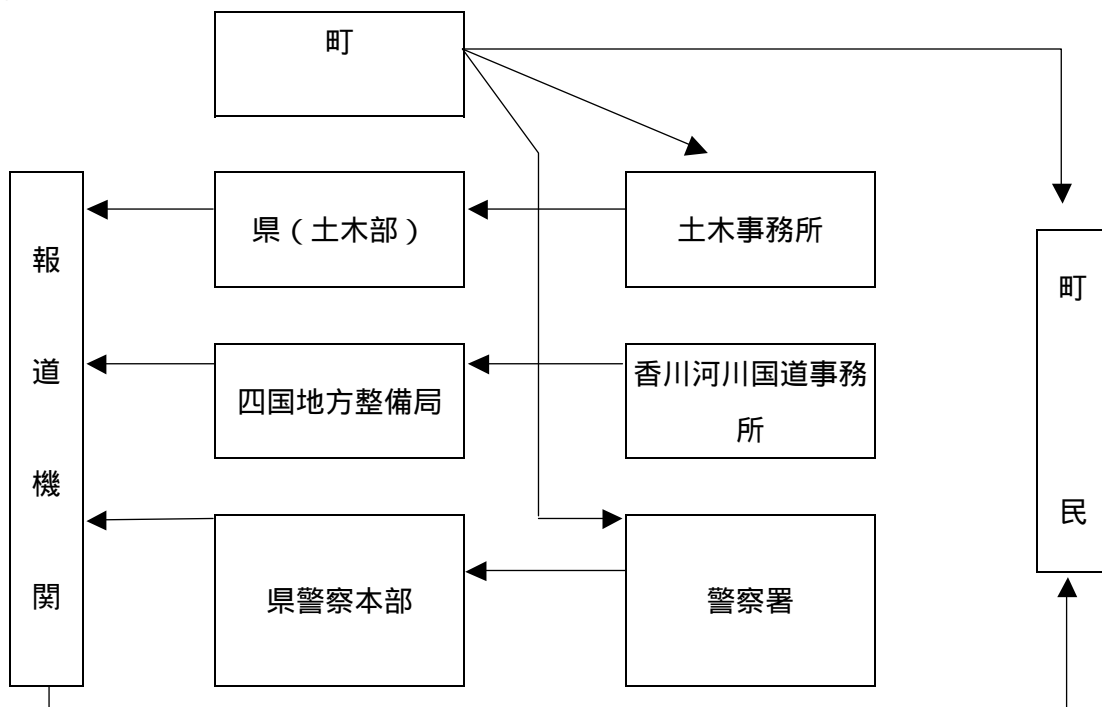 町
県（土木部）
土木事務所
報道機関
町民
四国地方整備局
香川河川国道事務
所
県警察本部
警察署